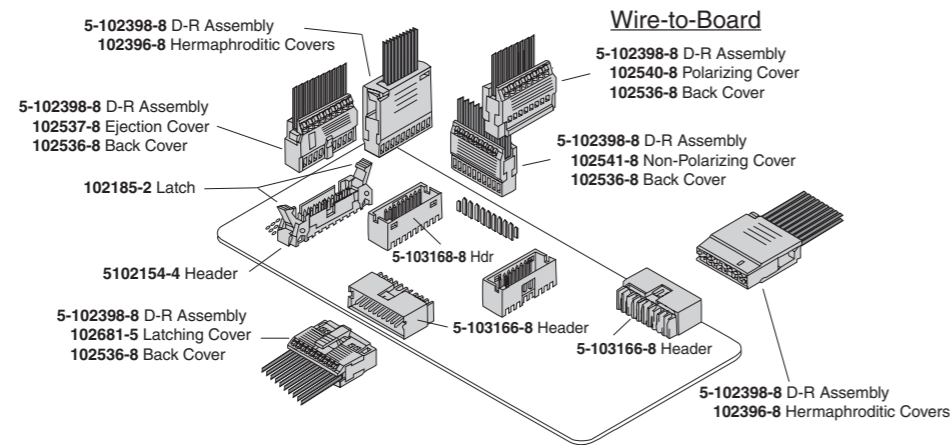 Wire-to-Board
5-102398-8 D-R Assembly
102396-8 Hermaphroditic Covers
5-102398-8 D-R Assembly
102540-8 Polarizing Cover
102536-8 Back Cover
5-102398-8 D-R Assembly
102537-8 Ejection Cover
102536-8 Back Cover
5-102398-8 D-R Assembly
102541-8 Non-Polarizing Cover
102536-8 Back Cover
102185-2 Latch
5-103168-8 Hdr
5102154-4 Header
5-102398-8 D-R Assembly
102681-5 Latching Cover
102536-8 Back Cover
5-103166-8 Header
5-103166-8 Header
5-102398-8 D-R Assembly
102396-8 Hermaphroditic Covers